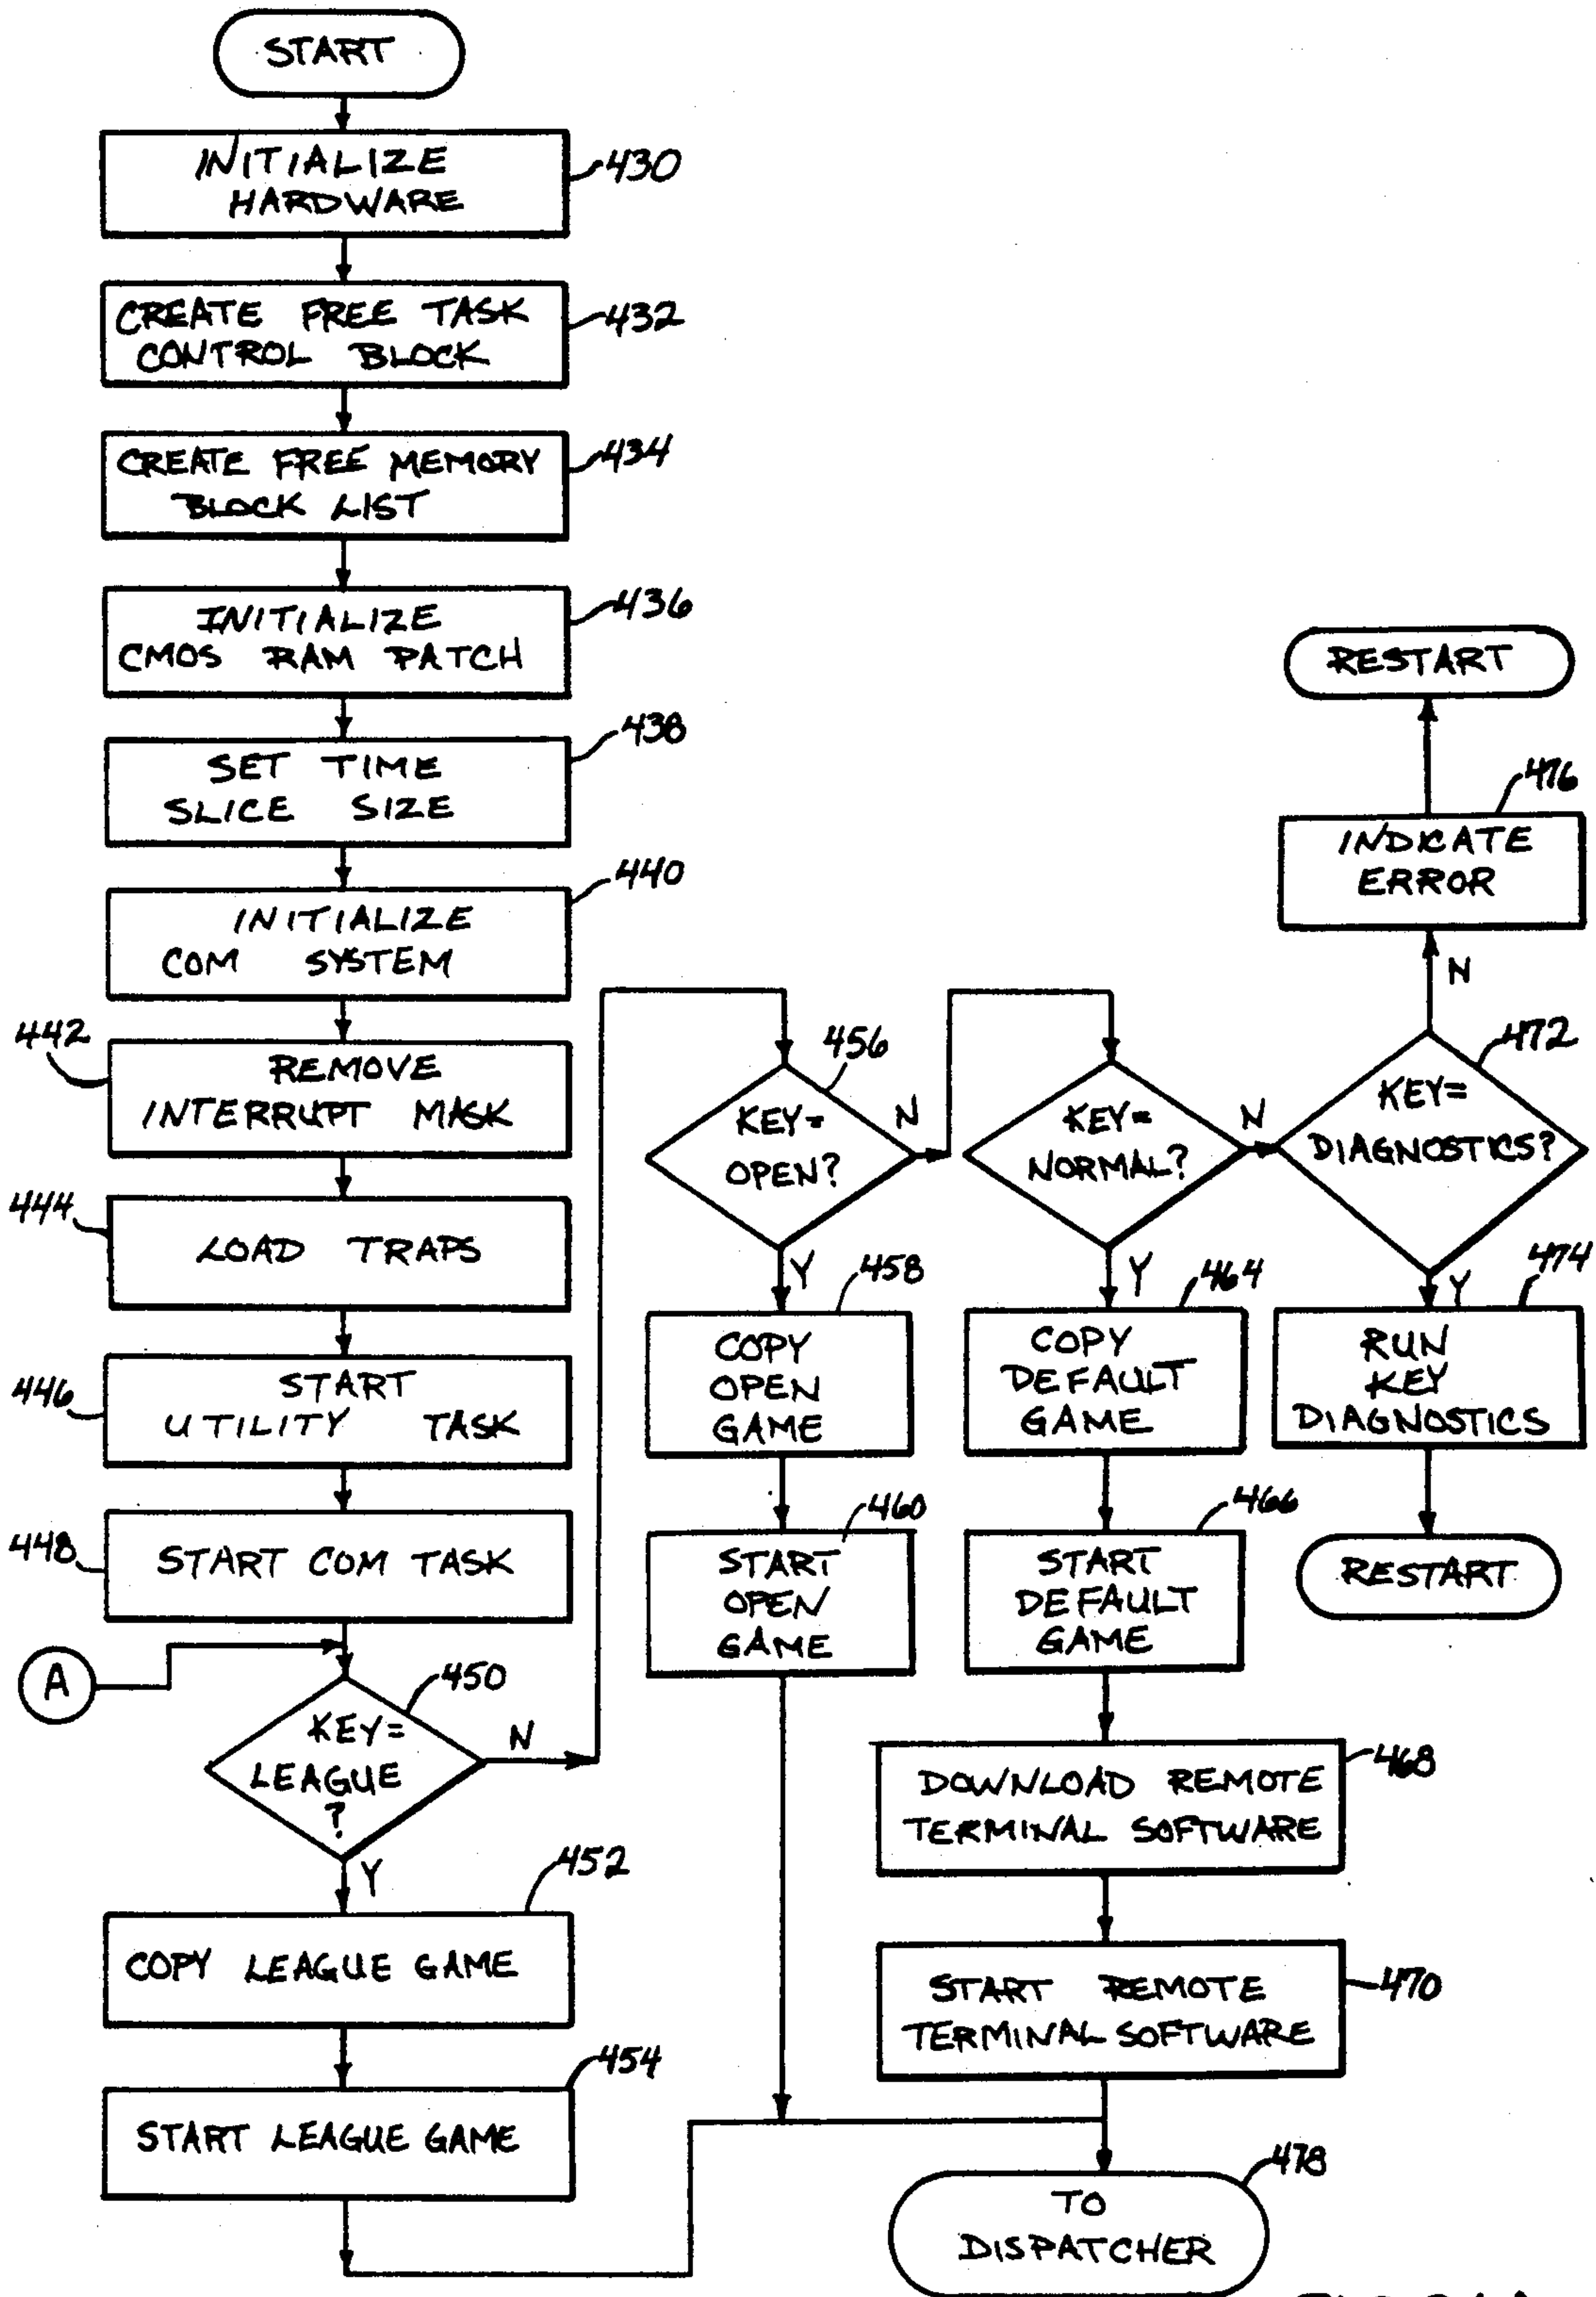 START
INITIALIZE
HARDWARE
430
CREATE FREE TASK
CONTROL BLOCK
432
CREATE FREE MEMORY
BLOCK LIST
434
INITIALIZE
CMOS RAM PATCH
436
SET TIME
SLICE SIZE
438
INITIALIZE
COM SYSTEM
440
442
REMOVE
INTERRUPT MASK
444
LOAD TRAPS
446
START
UTILITY TASK
448
START COM TASK
A
KEY=
LEAGUE
?
450
N
Y
452
COPY LEAGUE GAME
454
START LEAGUE GAME
456
KEY=
OPEN?
N
Y
458
COPY
OPEN
GAME
460
START
OPEN
GAME
KEY=
NORMAL?
N
Y
464
COPY
DEFAULT
GAME
466
START
DEFAULT
GAME
468
DOWNLOAD REMOTE
TERMINAL SOFTWARE
470
START REMOTE
TERMINAL SOFTWARE
478
TO
DISPATCHER
RESTART
476
INDICATE
ERROR
N
472
KEY=
DIAGNOSTICS?
Y
474
RUN
KEY
DIAGNOSTICS
RESTART